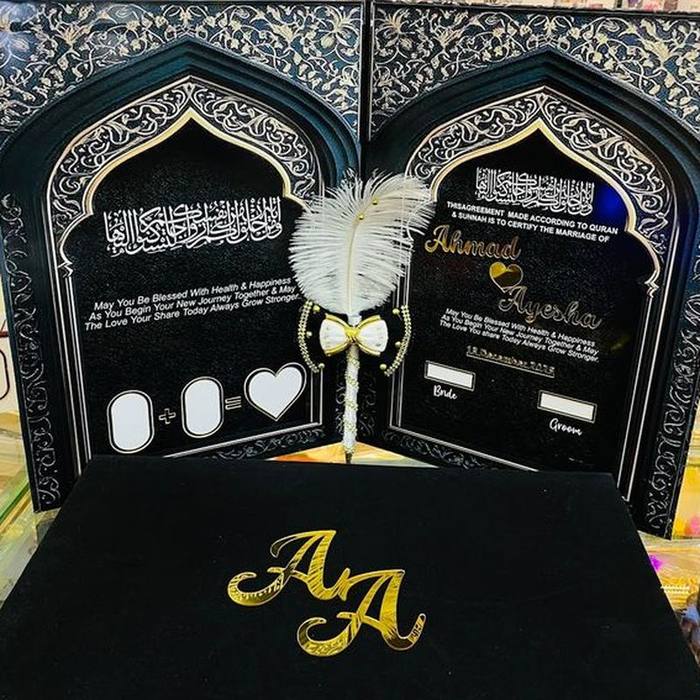 May You Be Blessed With Health & Happiness
As You Begin Your New Journey Together & May
The Love Your Share Today Always Grow Stronger.
+
=
THISAGREEMENT MADE ACCORDING TO QURAN
& SUNNAH IS TO CERTIFY THE MARRIAGE OF
Ahmad
Ayesha
May You Be Blessed With Health & Happiness
As You Begin Your New Journey Together & May
The Love You share Today Always Grow Stronger.
December
Bride
Groom
A A